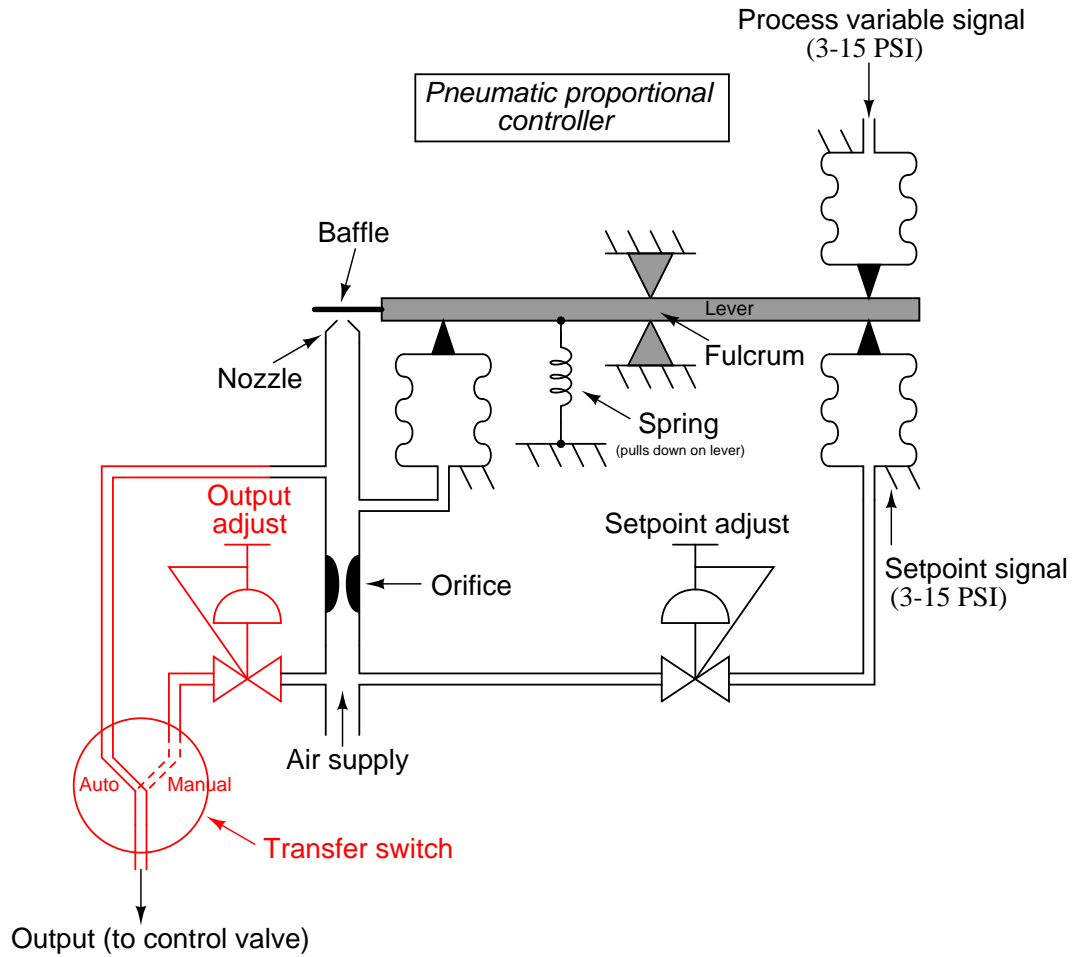 Process variable signal
(3-15 PSI)
Pneumatic proportional
controller
Baffle
Lever
Nozzle
Fulcrum
Spring
(pulls down on lever)
Output
adjust
Setpoint adjust
Orifice
Setpoint signal
(3-15 PSI)
Air supply
Auto
Manual
Transfer switch
Output (to control valve)